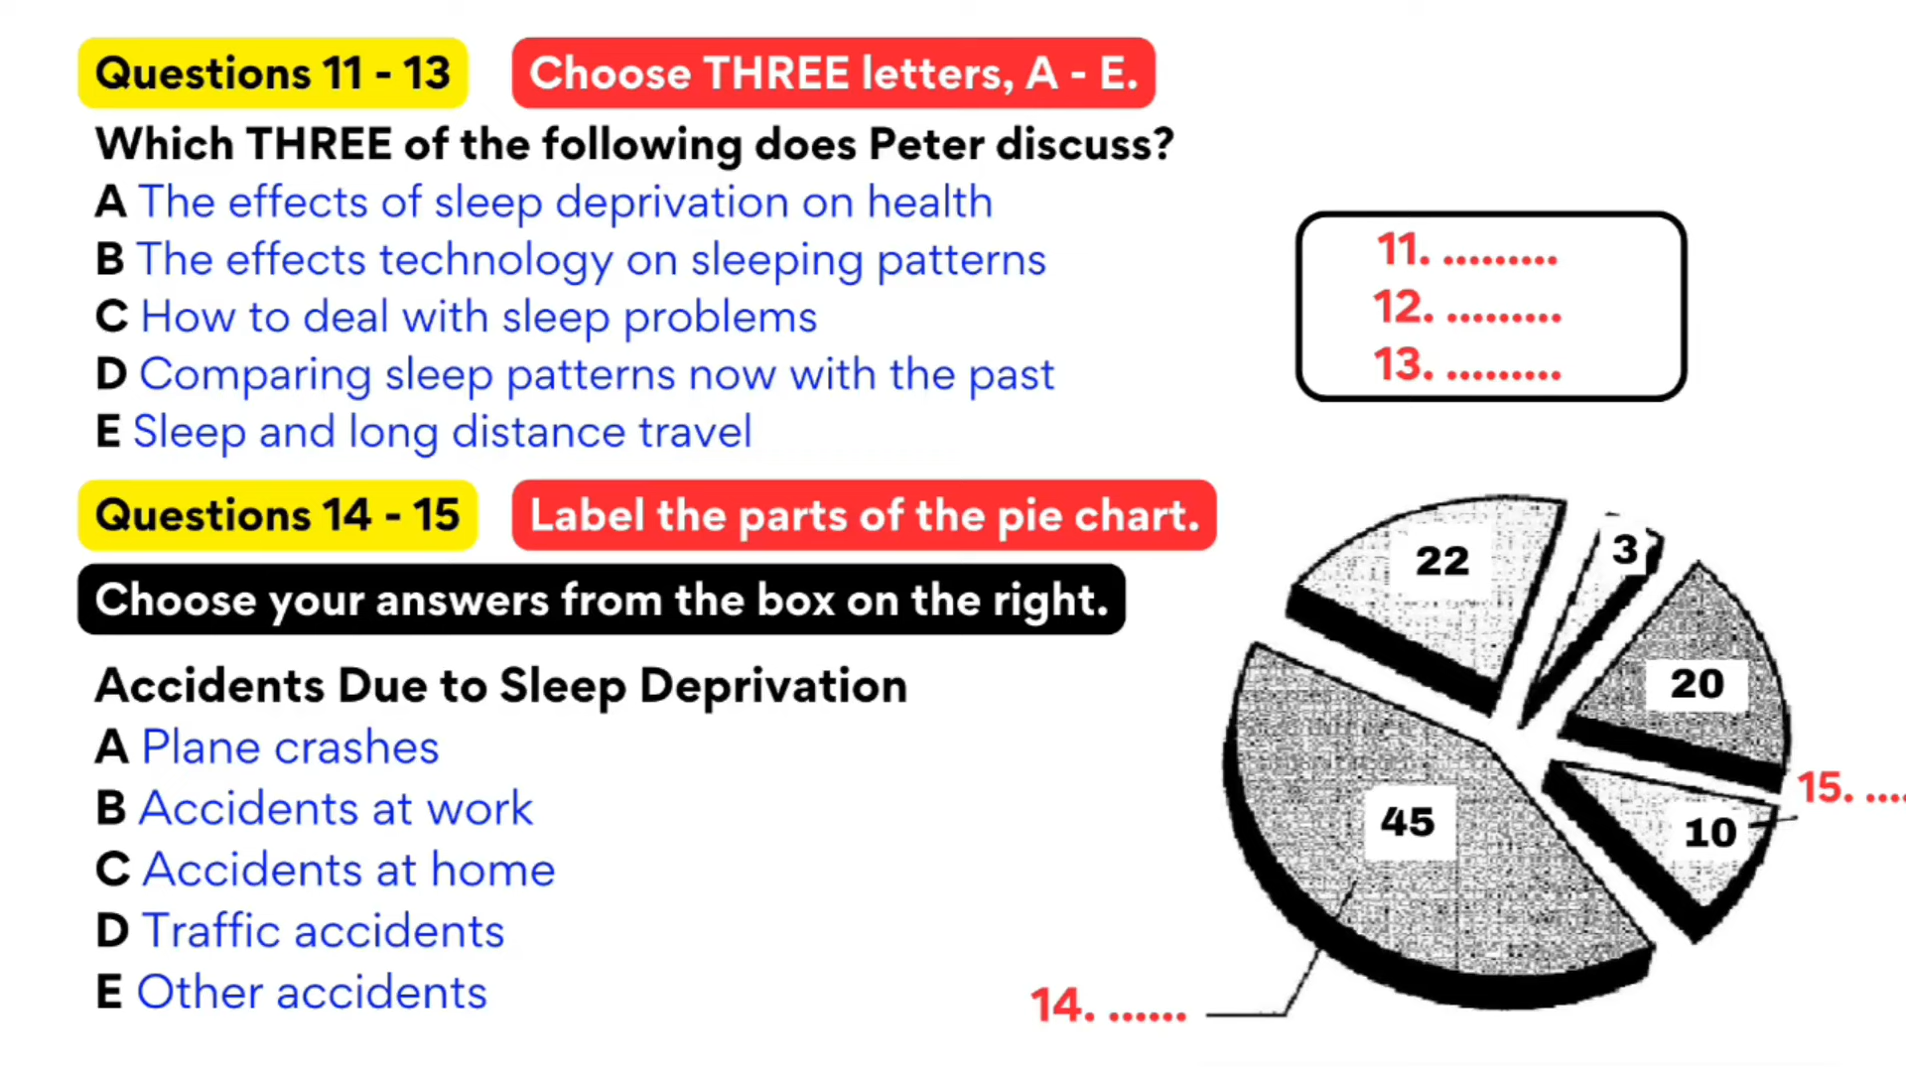 Questions 11 - 13
Choose THREE letters, A - E.
Which THREE of the following does Peter discuss?
A The effects of sleep deprivation on health
B The effects technology on sleeping patterns
C How to deal with sleep problems
D Comparing sleep patterns now with the past
E Sleep and long distance travel
11. .........
12. .........
13. .........
Questions 14 - 15
Label the parts of the pie chart.
Choose your answers from the box on the right.
Accidents Due to Sleep Deprivation
A Plane crashes
B Accidents at work
C Accidents at home
D Traffic accidents
E Other accidents
22
3
20
45
10
15. ....
14. ......